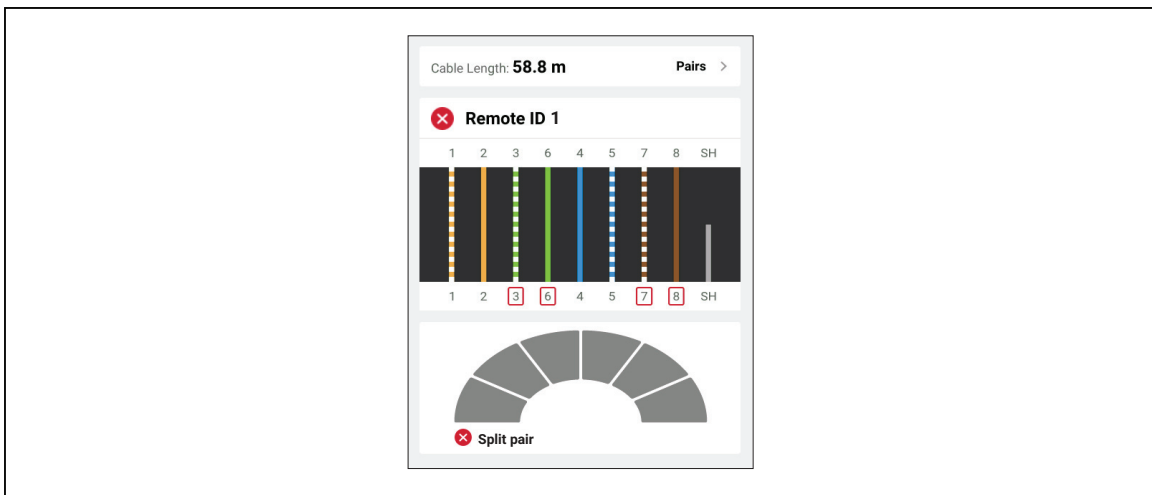 Cable Length: 58.8 m Pairs >
Remote ID 1
1 2 3 6 4 5 7 8 SH
1 2 3 6 4 5 7 8 SH
Split pair